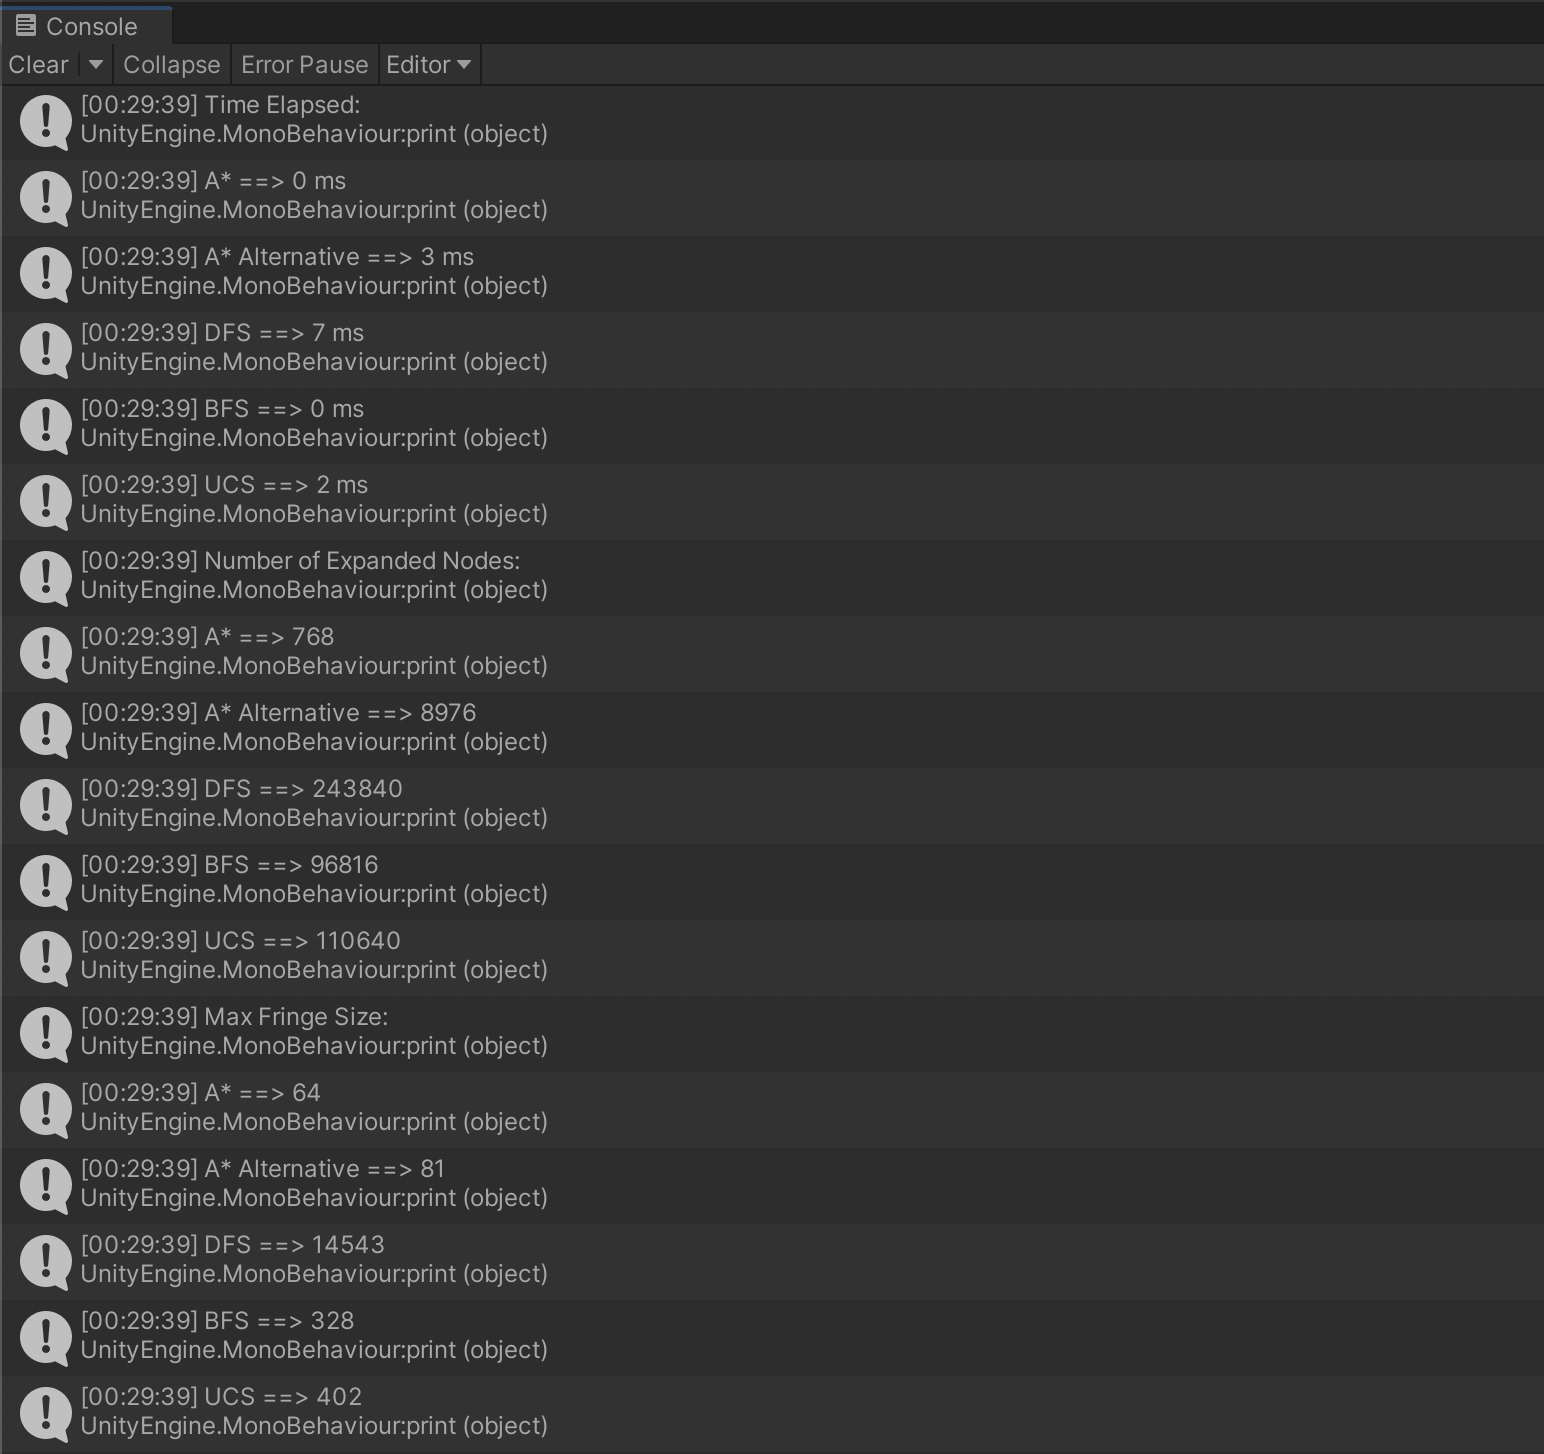 Console
Clear Collapse Error Pause Editor
[00:29:39] Time Elapsed:
UnityEngine.MonoBehaviour:print (object)
[00:29:39] A* ==> 0 ms
UnityEngine.MonoBehaviour:print (object)
[00:29:39] A* Alternative ==> 3 ms
UnityEngine.MonoBehaviour:print (object)
[00:29:39] DFS ==> 7 ms
UnityEngine.MonoBehaviour:print (object)
[00:29:39] BFS ==> 0 ms
UnityEngine.MonoBehaviour:print (object)
[00:29:39] UCS ==> 2 ms
UnityEngine.MonoBehaviour:print (object)
[00:29:39] Number of Expanded Nodes:
UnityEngine.MonoBehaviour:print (object)
[00:29:39] A* ==> 768
UnityEngine.MonoBehaviour:print (object)
[00:29:39] A* Alternative ==> 8976
UnityEngine.MonoBehaviour:print (object)
[00:29:39] DFS ==> 243840
UnityEngine.MonoBehaviour:print (object)
[00:29:39] BFS ==> 96816
UnityEngine.MonoBehaviour:print (object)
[00:29:39] UCS ==> 110640
UnityEngine.MonoBehaviour:print (object)
[00:29:39] Max Fringe Size:
UnityEngine.MonoBehaviour:print (object)
[00:29:39] A* ==> 64
UnityEngine.MonoBehaviour:print (object)
[00:29:39] A* Alternative ==> 81
UnityEngine.MonoBehaviour:print (object)
[00:29:39] DFS ==> 14543
UnityEngine.MonoBehaviour:print (object)
[00:29:39] BFS ==> 328
UnityEngine.MonoBehaviour:print (object)
[00:29:39] UCS ==> 402
UnityEngine.MonoBehaviour:print (object)